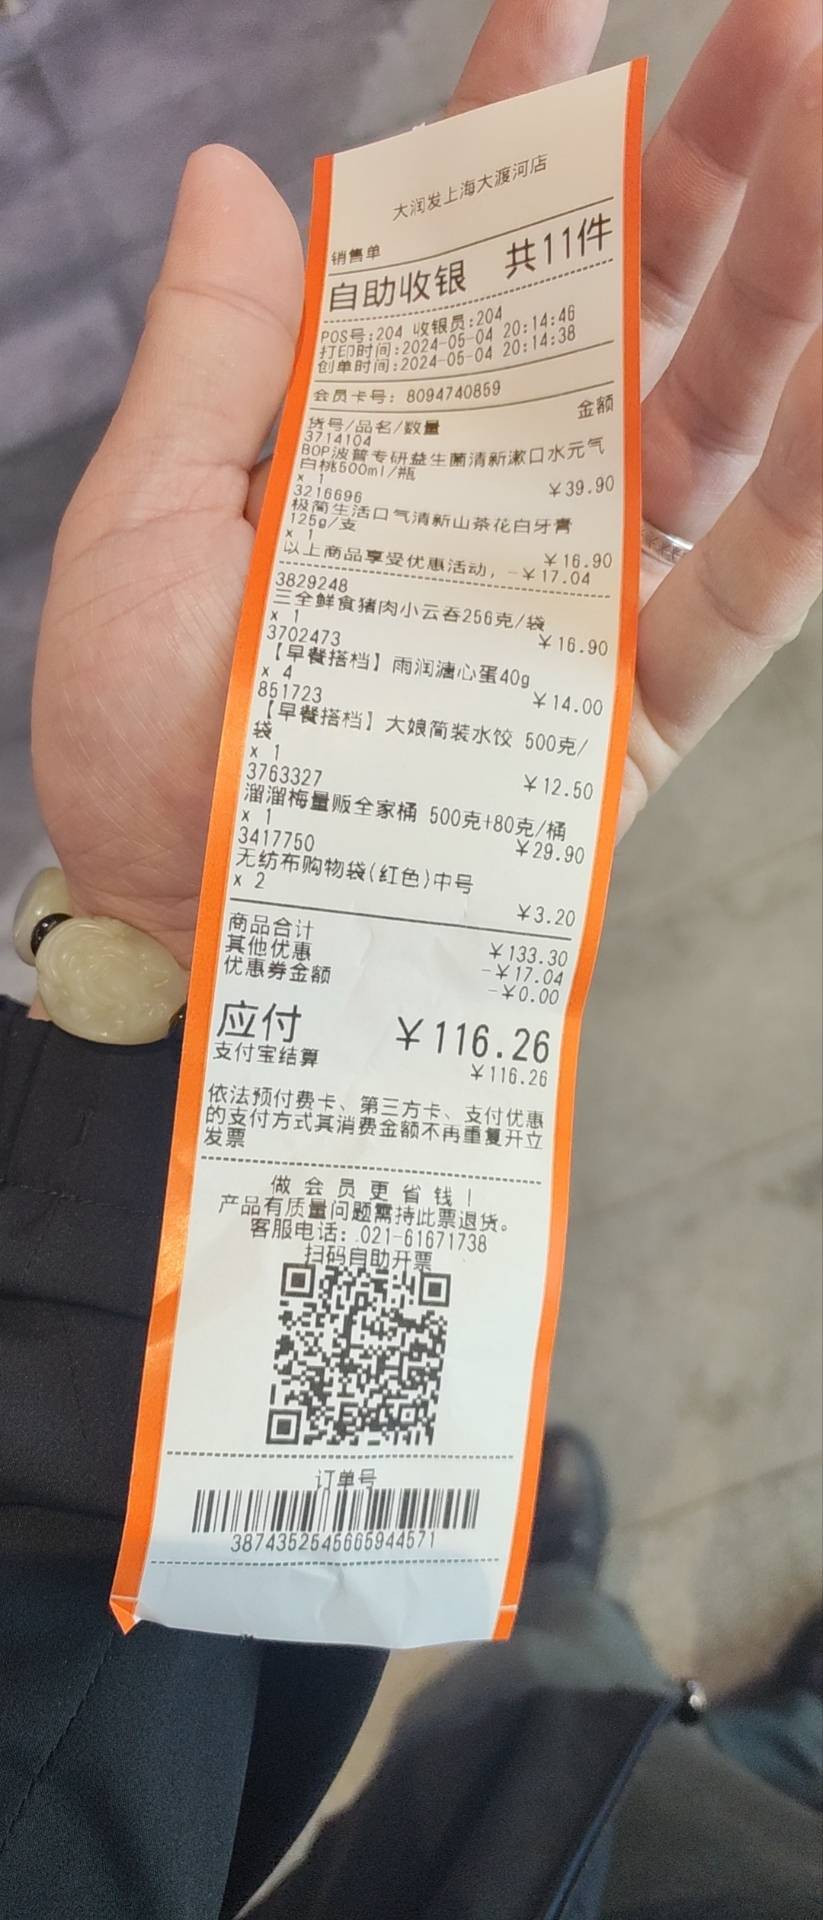 大润发上海大渡河店
销售单
自助收银 共11件
POS号:204 收银员:204
打印时间:2024-05-04 20:14:46
创单时间:2024-05-04 20:14:38
会员卡号: 8094740859
货号/品名/数量 金额
3714104
BOP波普专研益生菌清新漱口水元气
白桃500ml/瓶
x 1 ￥39.90
3216696
极简生活口气清新山茶花白牙膏
125g/支
x 1 ￥16.90
以上商品享受优惠活动, -￥17.04
3829248
三全鲜食猪肉小云吞256克/袋
x 1 ￥16.90
3702473
【早餐搭档】雨润溏心蛋40g
x 4 ￥14.00
851723
【早餐搭档】大娘简装水饺 500克/
袋
x 1 ￥12.50
3763327
溜溜梅量贩全家桶 500克+80克/桶
x 1 ￥29.90
3417750
无纺布购物袋(红色)中号
x 2 ￥3.20
商品合计 ￥133.30
其他优惠 -￥17.04
优惠券金额 -￥0.00
应付 ￥116.26
支付宝结算 ￥116.26
依法预付费卡、第三方卡、支付优惠
的支付方式其消费金额不再重复开立
发票
做会员更省钱!
产品有质量问题需持此票退货。
客服电话: 021-61671738
扫码自助开票
订单号
3874352545665944571